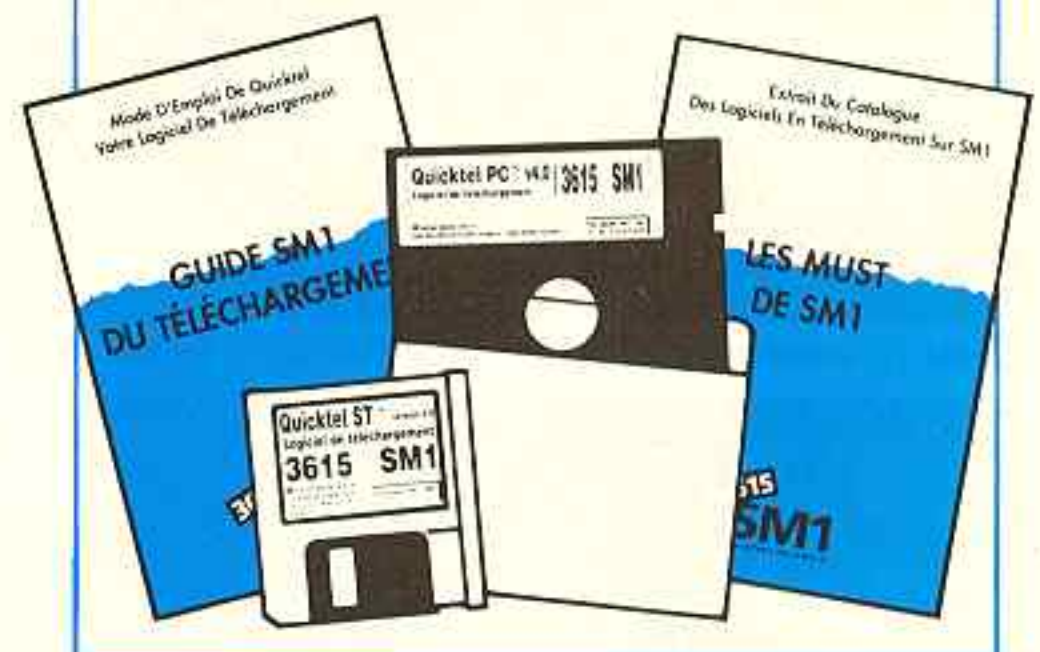 Mode D'Emploi De Quicktel
Votre Logiciel De Téléchargement
GUIDE SM1
DU TÉLÉCHARGEME
Quicktel PC v4.0
Logiciel de téléchargement
3615 SM1
Extrait Du Catalogue
Des Logiciels En Téléchargement Sur SM1
LES MUST
DE SM1
Quicktel ST
Logiciel de téléchargement
3615 SM1
SM1